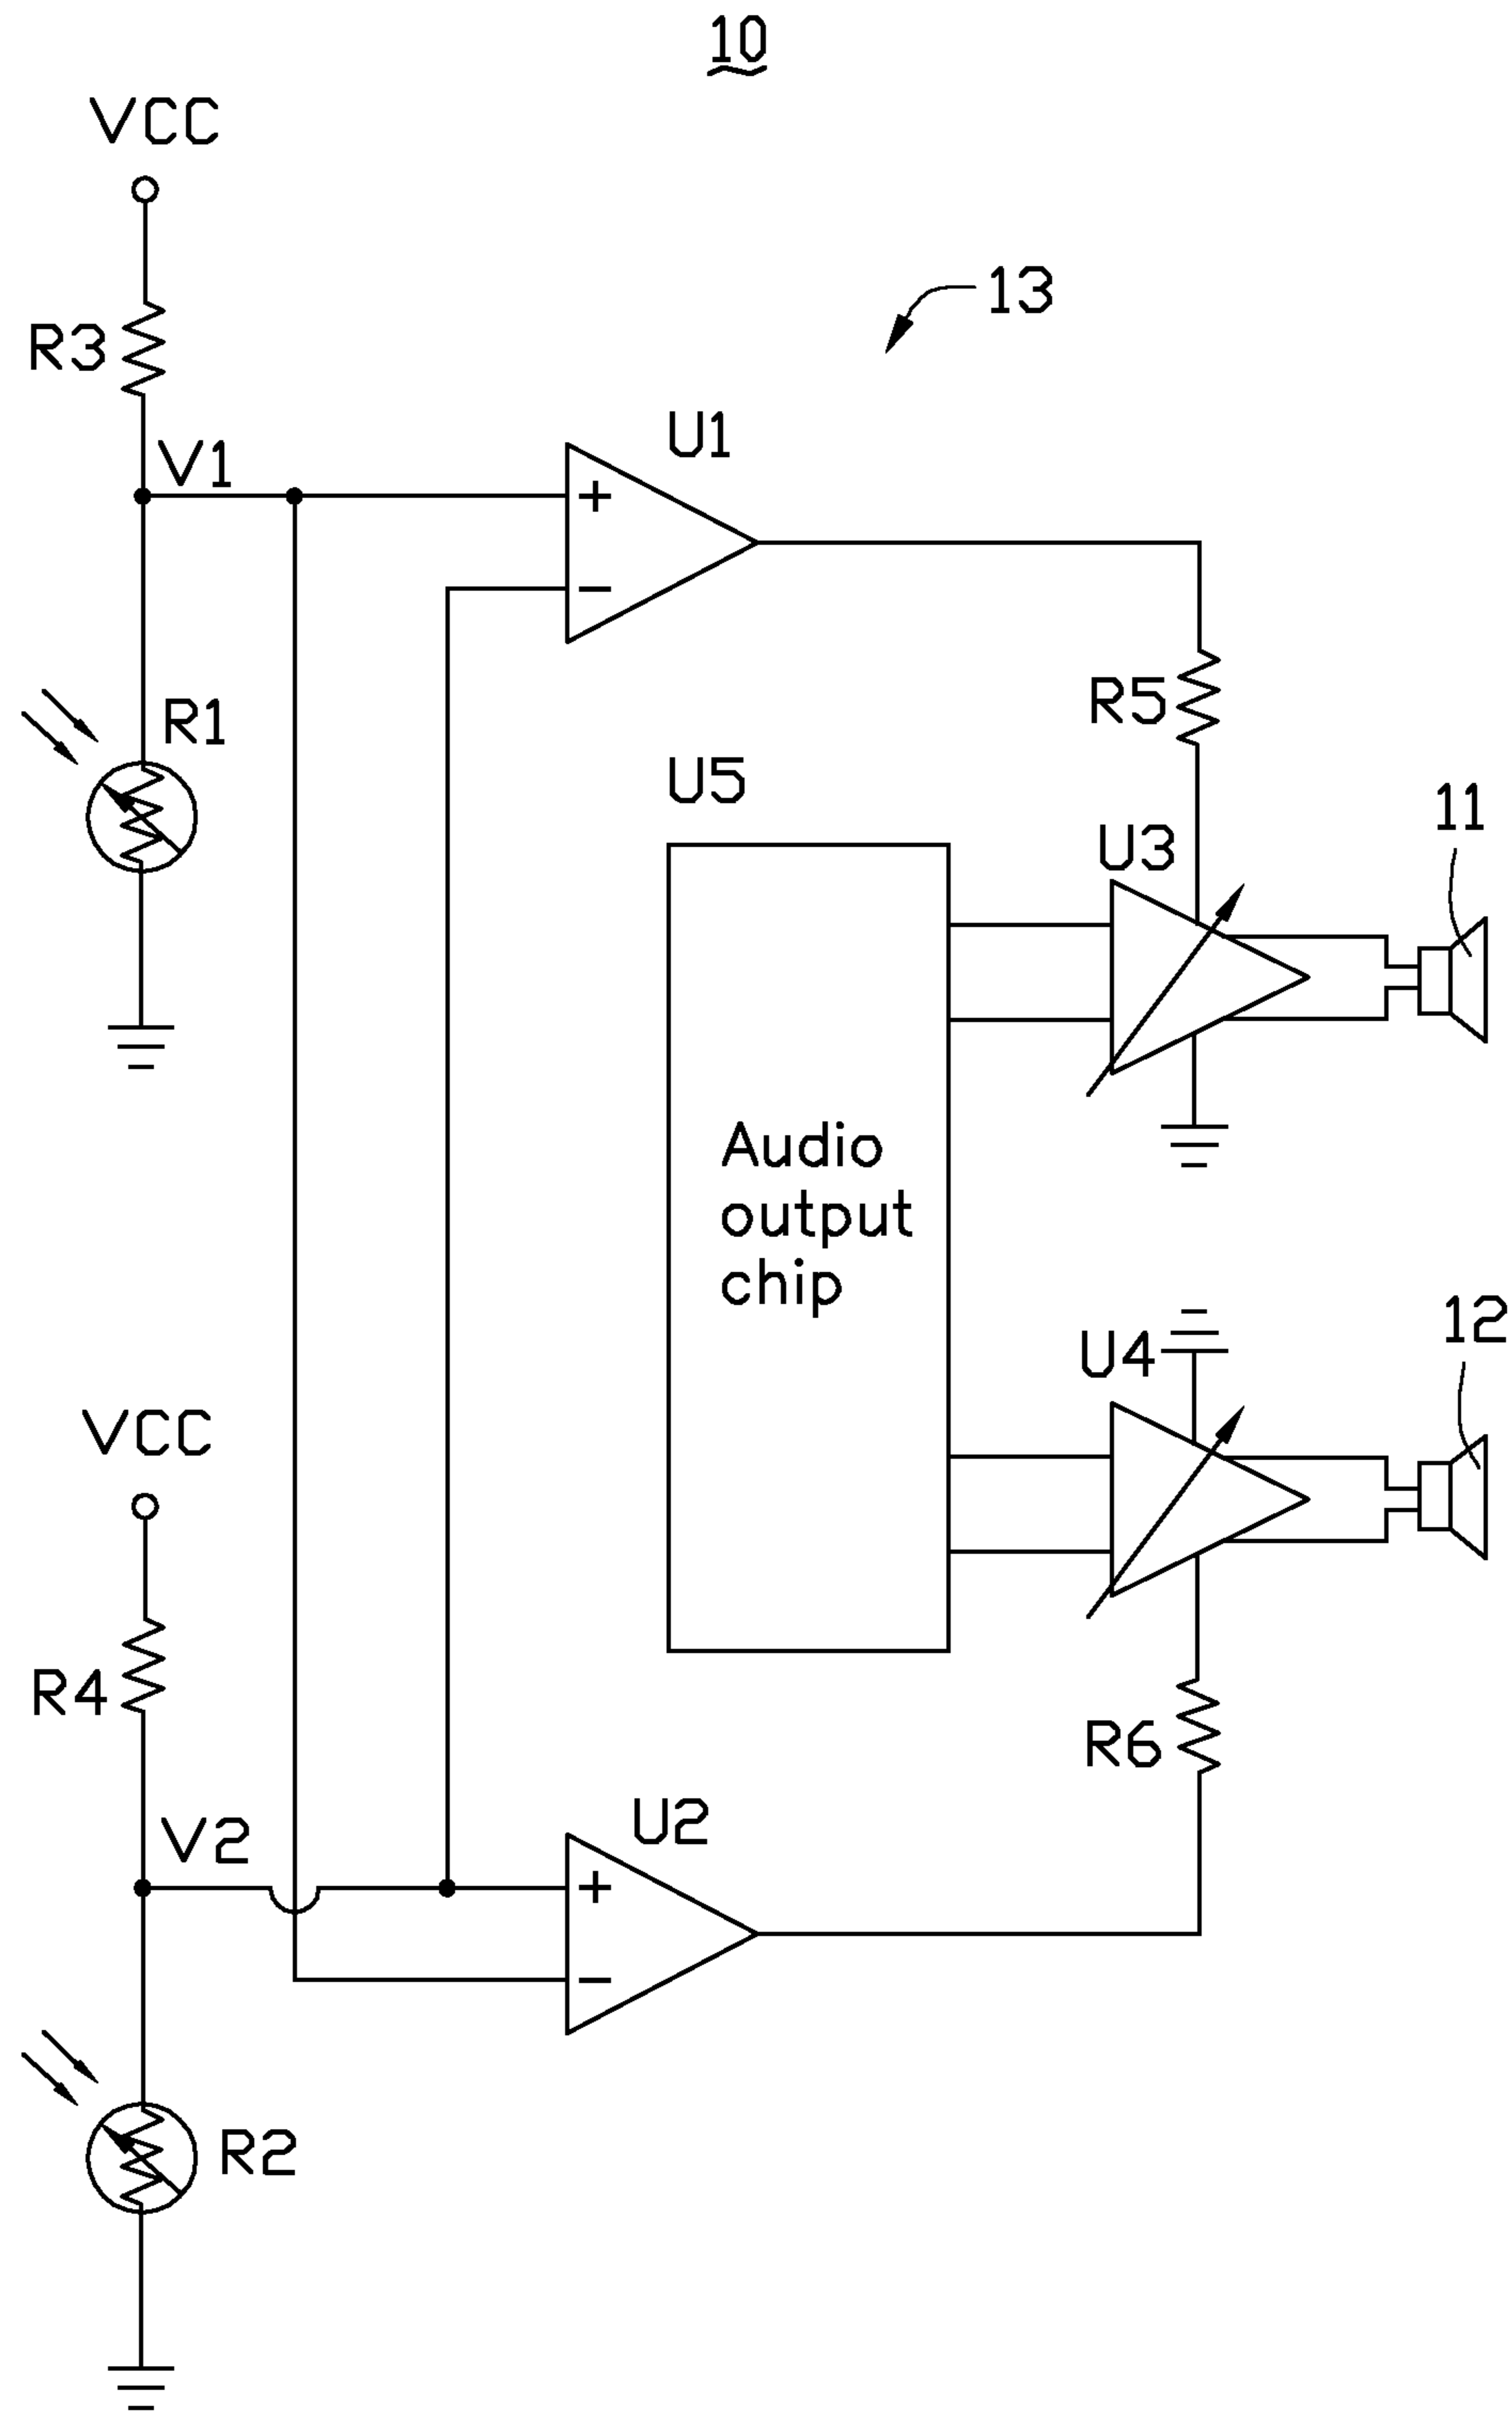 10
VCC
13
R3
U1
V1
+
−
R1
R5
U5
11
U3
Audio
output
chip
12
U4
VCC
R4
R6
U2
V2
+
−
R2